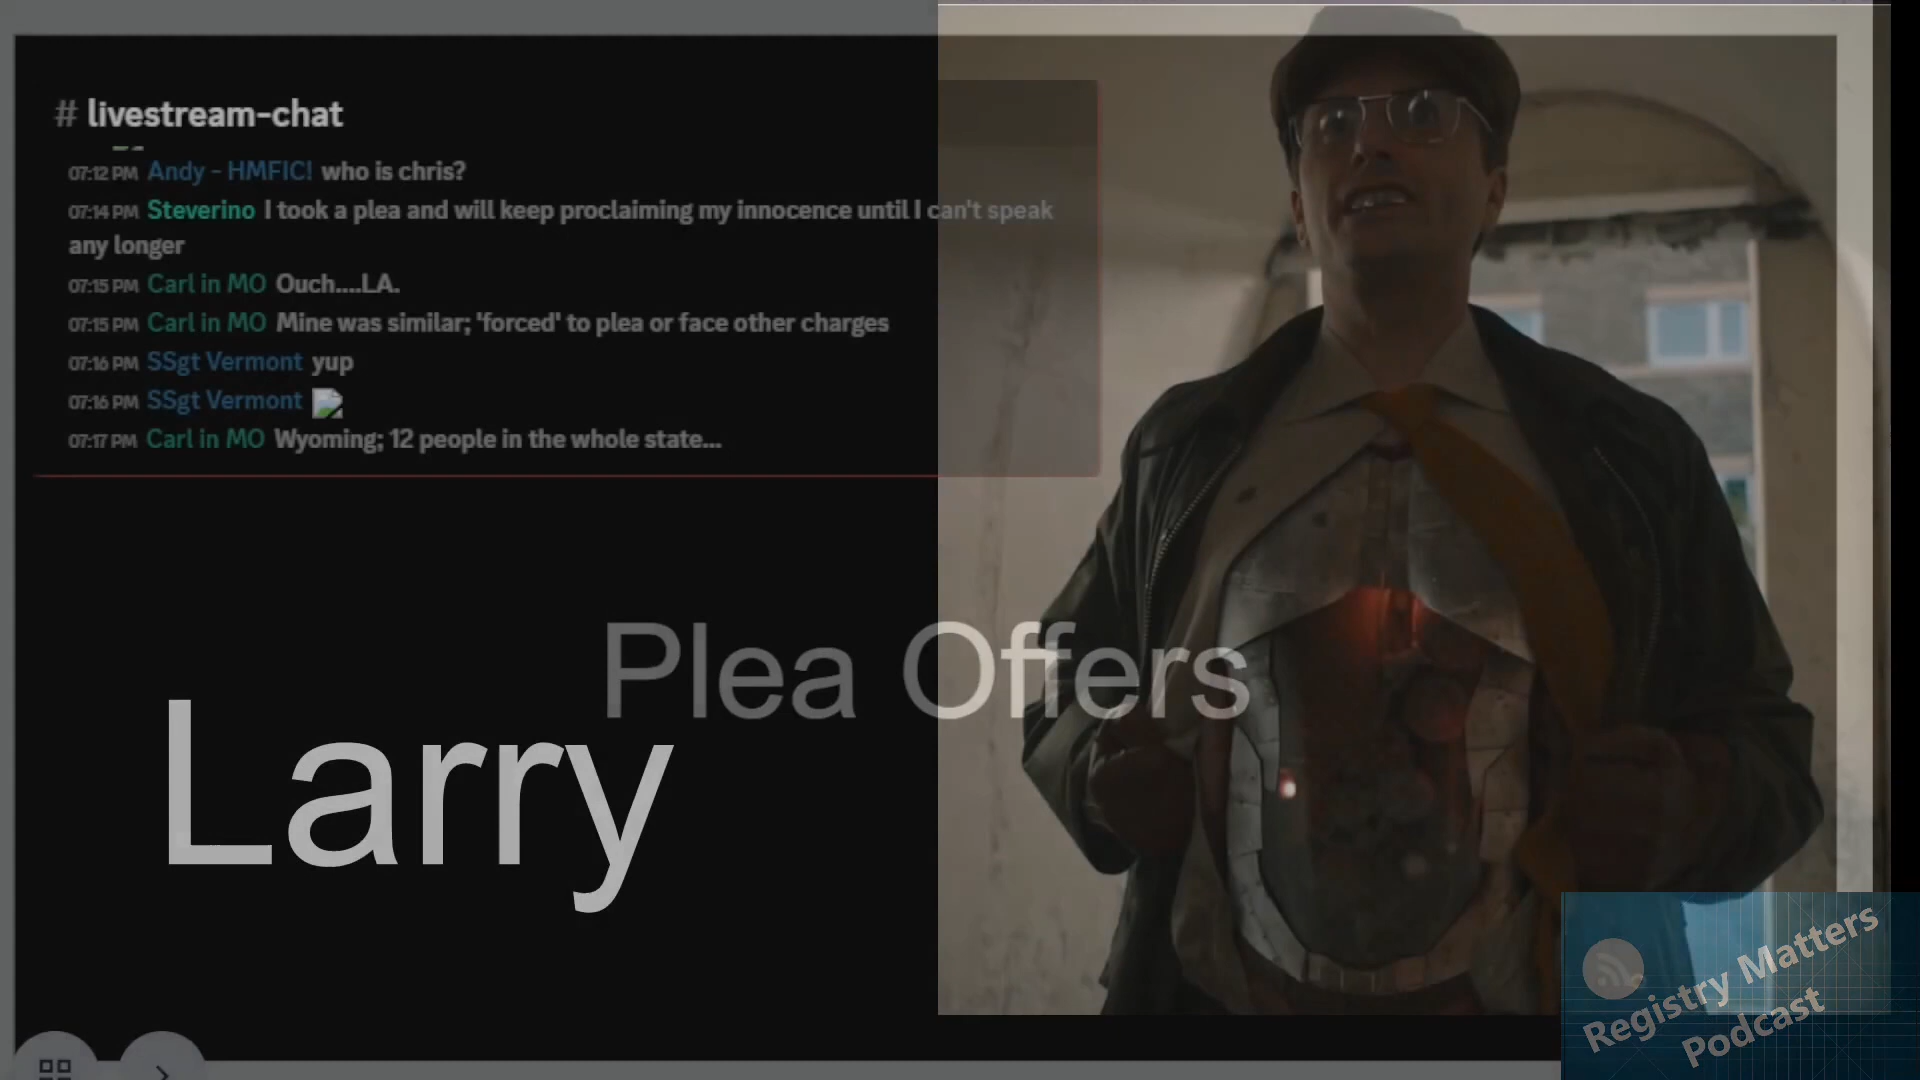 # livestream-chat
07:12 PM Andy - HMFIC! who is chris?
07:14 PM Steverino I took a plea and will keep proclaiming my innocence until I can't speak
any longer
07:15 PM Carl in MO Ouch....LA.
07:15 PM Carl in MO Mine was similar; 'forced' to plea or face other charges
07:16 PM SSgt Vermont yup
07:16 PM SSgt Vermont
07:17 PM Carl in MO Wyoming; 12 people in the whole state...
Plea Offers
Larry
Registry Matters
Podcast